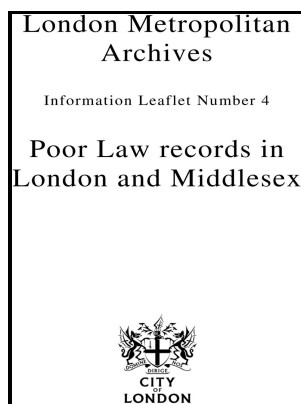 London Metropolitan
Archives
Information Leaflet Number 4
Poor Law records in
London and Middlesex
DOMINE DIRIGE NOS
CITY
OF
LONDON